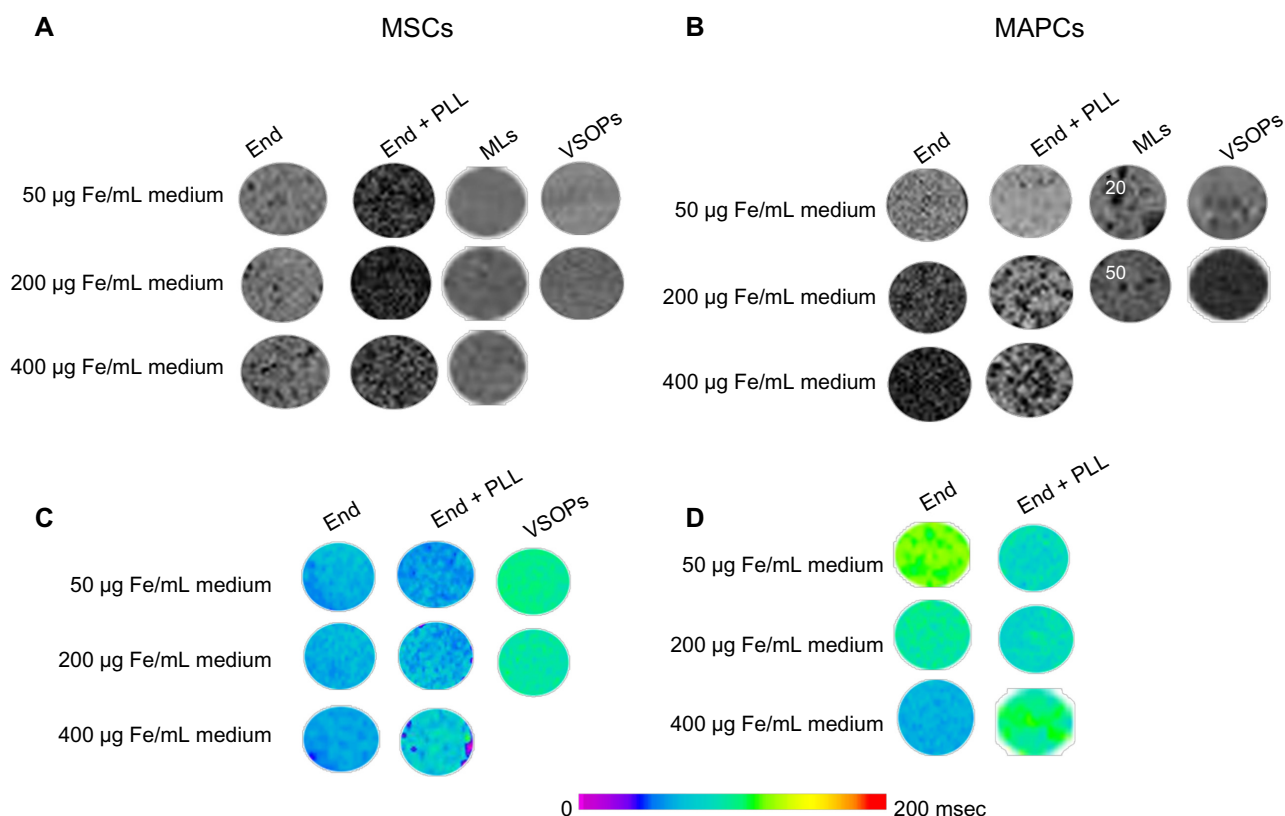 A
MSCs
End
End + PLL
MLs
VSOPs
50 µg Fe/mL medium
200 µg Fe/mL medium
400 µg Fe/mL medium
B
MAPCs
End
End + PLL
MLs
VSOPs
50 µg Fe/mL medium
20
200 µg Fe/mL medium
50
400 µg Fe/mL medium
C
End
End + PLL
VSOPs
50 µg Fe/mL medium
200 µg Fe/mL medium
400 µg Fe/mL medium
D
End
End + PLL
50 µg Fe/mL medium
200 µg Fe/mL medium
400 µg Fe/mL medium
0
200 msec